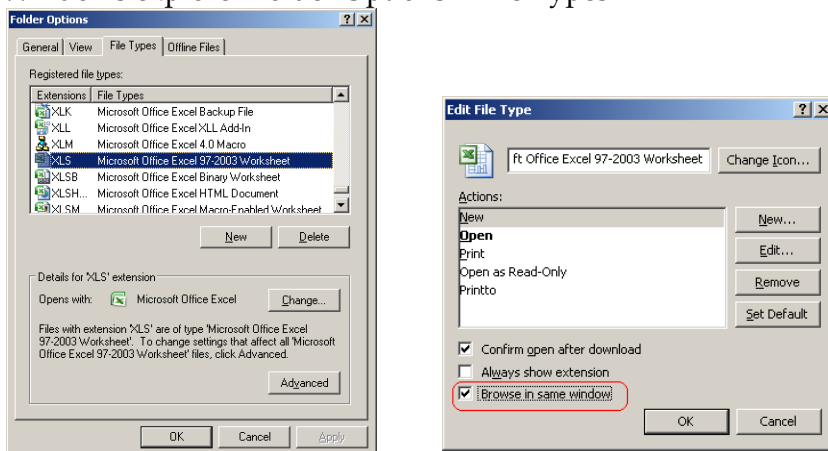 Folder Options
General View File Types Offline Files
Registered file types:
Extensions File Types
XLK Microsoft Office Excel Backup File
XLL Microsoft Office Excel XLL Add-In
XLM Microsoft Office Excel 4.0 Macro
XLS Microsoft Office Excel 97-2003 Worksheet
XLSB Microsoft Office Excel Binary Worksheet
XLSH... Microsoft Office Excel HTML Document
XLSM Microsoft Office Excel Macro-Enabled Worksheet
New Delete
Details for 'XLS' extension
Opens with: Microsoft Office Excel Change...
Files with extension 'XLS' are of type 'Microsoft Office Excel
97-2003 Worksheet'. To change settings that affect all 'Microsoft
Office Excel 97-2003 Worksheet' files, click Advanced.
Advanced
OK Cancel Apply
Edit File Type
ft Office Excel 97-2003 Worksheet Change Icon...
Actions:
New
Open
Print
Open as Read-Only
Printto
New...
Edit...
Remove
Set Default
Confirm open after download
Always show extension
Browse in same window
OK Cancel